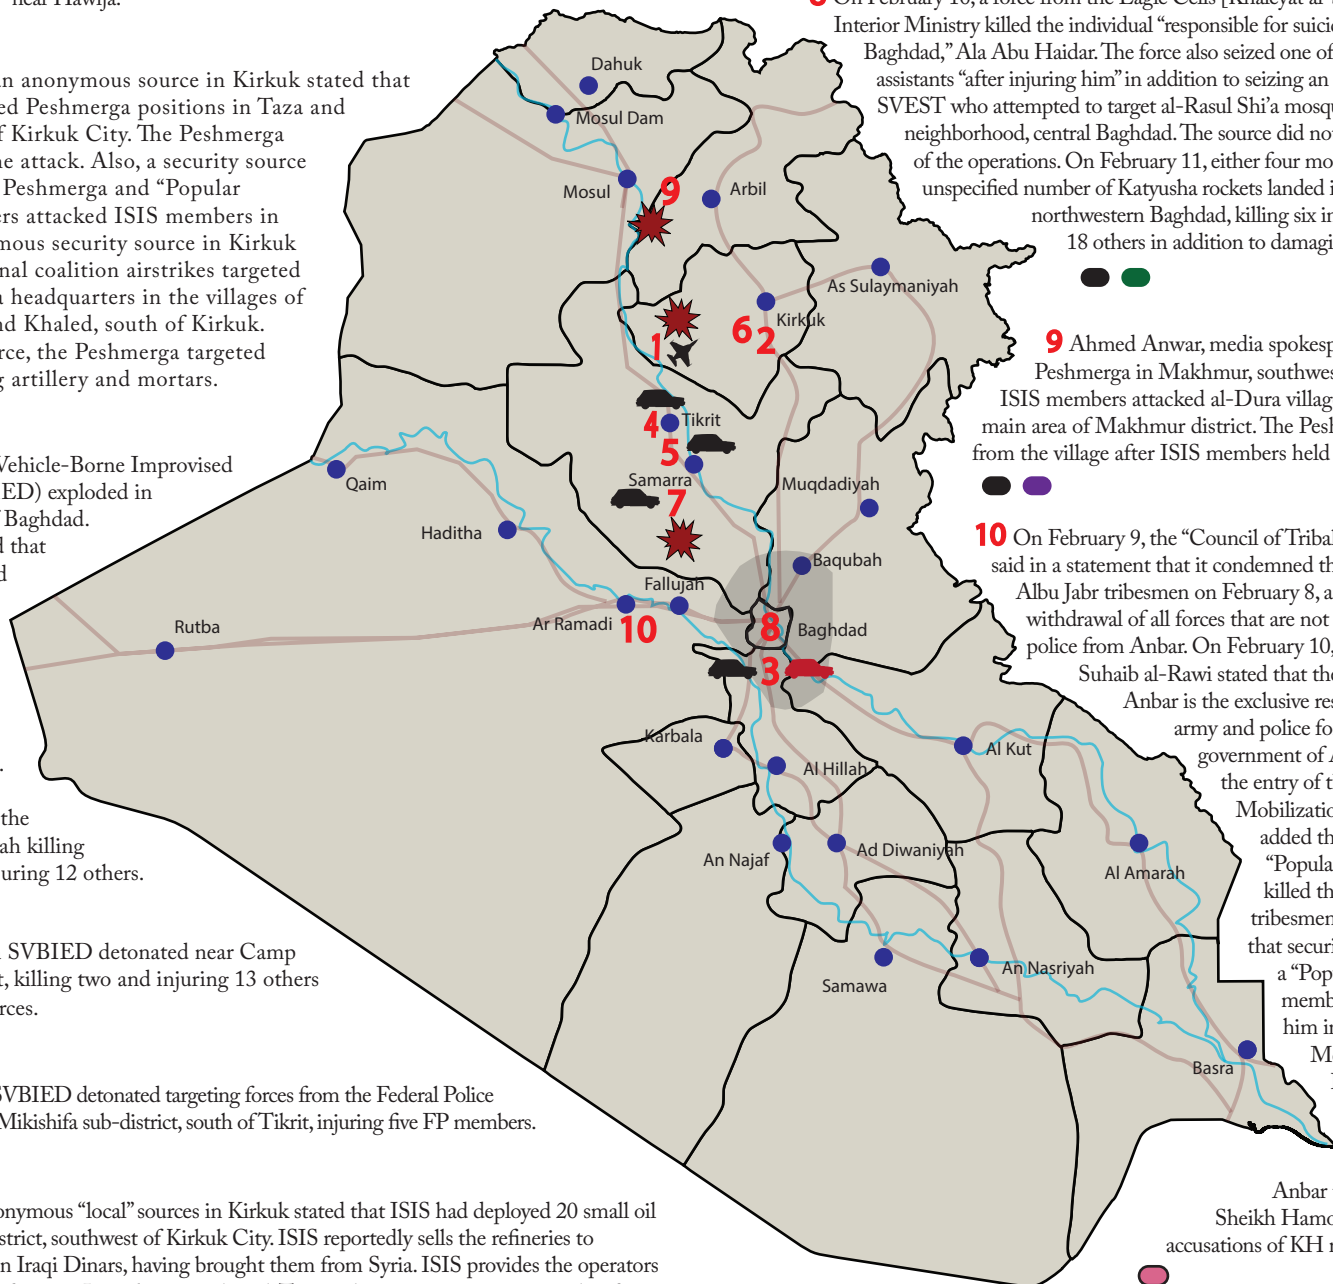 near Hawija.
an anonymous source in Kirkuk stated that
ed Peshmerga positions in Taza and
of Kirkuk City. The Peshmerga
he attack. Also, a security source
Peshmerga and “Popular
ers attacked ISIS members in
mous security source in Kirkuk
nal coalition airstrikes targeted
a headquarters in the villages of
nd Khaled, south of Kirkuk.
rce, the Peshmerga targeted
g artillery and mortars.
Vehicle-Borne Improvised
ED) exploded in
f Baghdad.
d that
d
.
the
ah killing
uring 12 others.
SVBIED detonated near Camp
t, killing two and injuring 13 others
rces.
SVBIED detonated targeting forces from the Federal Police
Mikishifa sub-district, south of Tikrit, injuring five FP members.
onymous “local” sources in Kirkuk stated that ISIS had deployed 20 small oil
strict, southwest of Kirkuk City. ISIS reportedly sells the refineries to
n Iraqi Dinars, having brought them from Syria. ISIS provides the operators
Dahuk
Mosul Dam
Mosul
9
Arbil
As Sulaymaniyah
Kirkuk
6 2
1
4
Tikrit
5
Samarra
7
Muqdadiyah
Qaim
Haditha
Baqubah
Fallujah
Ar Ramadi
10
8
Baghdad
Rutba
3
Karbala
Al Kut
Al Hillah
An Najaf
Ad Diwaniyah
Al Amarah
Samawa
An Nasriyah
Basra
8 On February 10, a force from the Eagle Cells
Interior Ministry killed the individual “responsible for suici
Baghdad,” Ala Abu Haidar. The force also seized one of
assistants “after injuring him” in addition to seizing an
SVEST who attempted to target al-Rasul Shi’a mosqu
neighborhood, central Baghdad. The source did no
of the operations. On February 11, either four mo
unspecified number of Katyusha rockets landed i
northwestern Baghdad, killing six in
18 others in addition to damagi
9 Ahmed Anwar, media spokesp
Peshmerga in Makhmur, southwes
ISIS members attacked al-Dura villag
main area of Makhmur district. The Pesh
from the village after ISIS members held
10 On February 9, the “Council of Tribal
said in a statement that it condemned th
Albu Jabr tribesmen on February 8, a
withdrawal of all forces that are not
police from Anbar. On February 10,
Suhaib al-Rawi stated that the
Anbar is the exclusive res
army and police fo
government of A
the entry of t
Mobilizatio
added th
“Popula
killed th
tribesmen
that securi
a “Pop
memb
him in
M
Anbar
Sheikh Hamo
accusations of KH